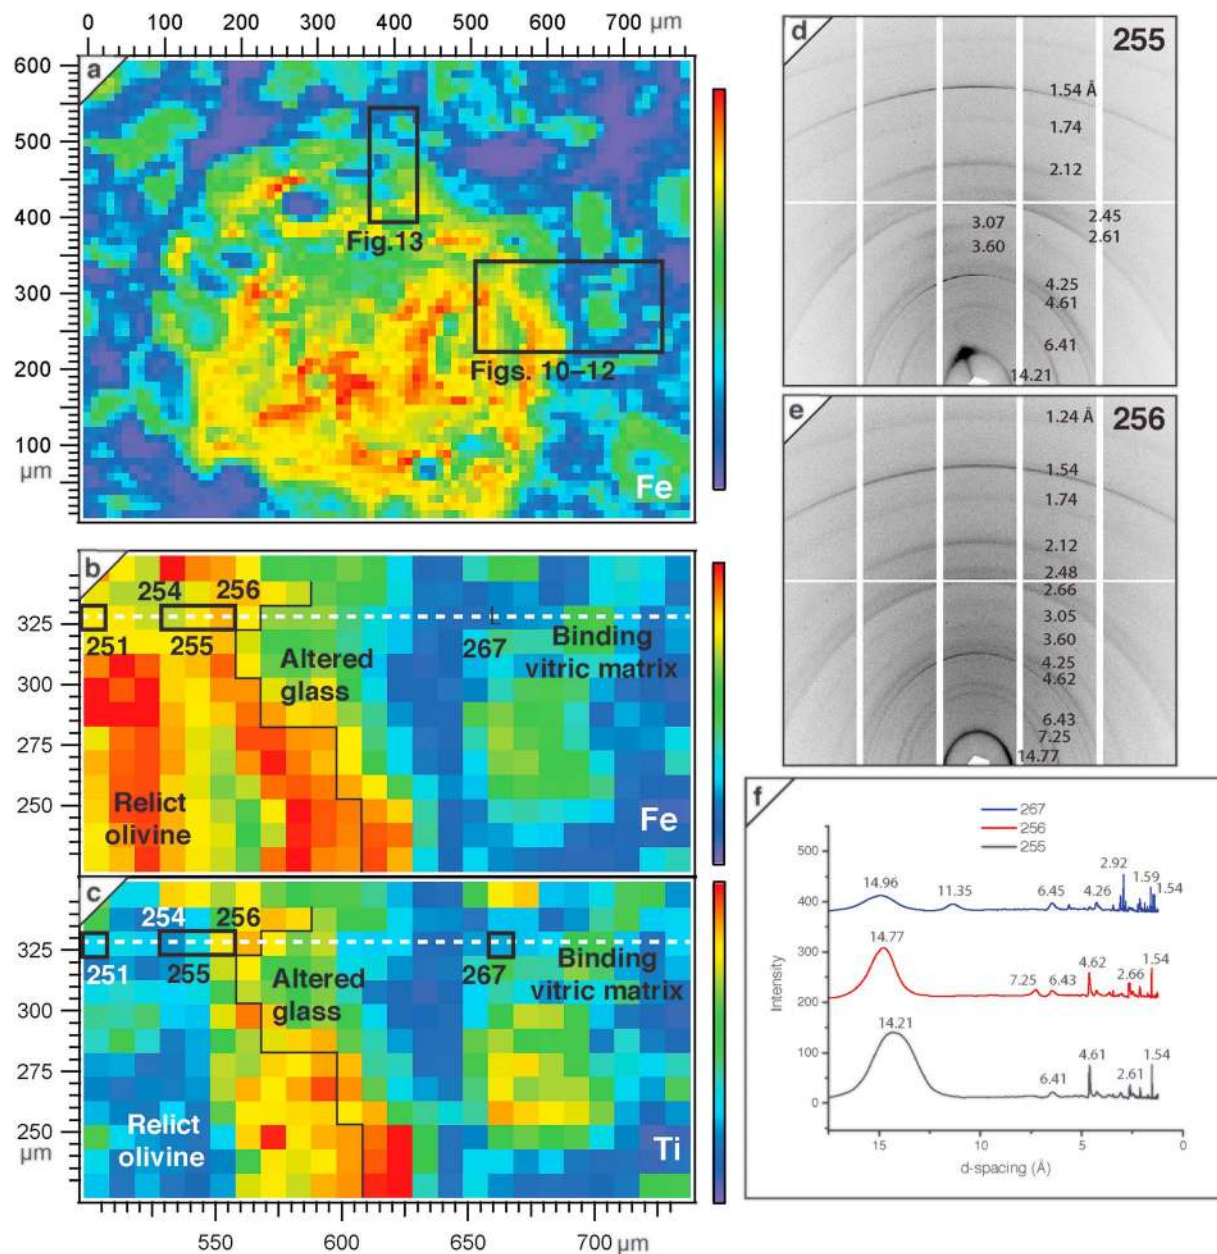 0 100 200 300 400 500 600 700 µm
a
600
500
400
300
200
100
µm
Fig.13
Figs. 10–12
Fe
b
325
300
275
250
254 256
251 255
L
267
Altered
glass
Binding
vitric matrix
Relict
olivine
Fe
c
325
300
275
250
µm
254 256
251 255
267
Altered
glass
Binding
vitric matrix
Relict
olivine
Ti
550 600 650 700 µm
d
255
1.54 Å
1.74
2.12
3.07 2.45
3.60 2.61
4.25
4.61
6.41
14.21
e
256
1.24 Å
1.54
1.74
2.12
2.48
2.66
3.05
3.60
4.25
4.62
6.43
7.25
14.77
f
267
256
255
500
400
300
200
100
0
Intensity
14.96 11.35 6.45 4.26 2.92 1.59 1.54
14.77 7.25 6.43 4.62 2.66 1.54
14.21 6.41 4.61 2.61 1.54
15 10 5 0
d-spacing (Å)